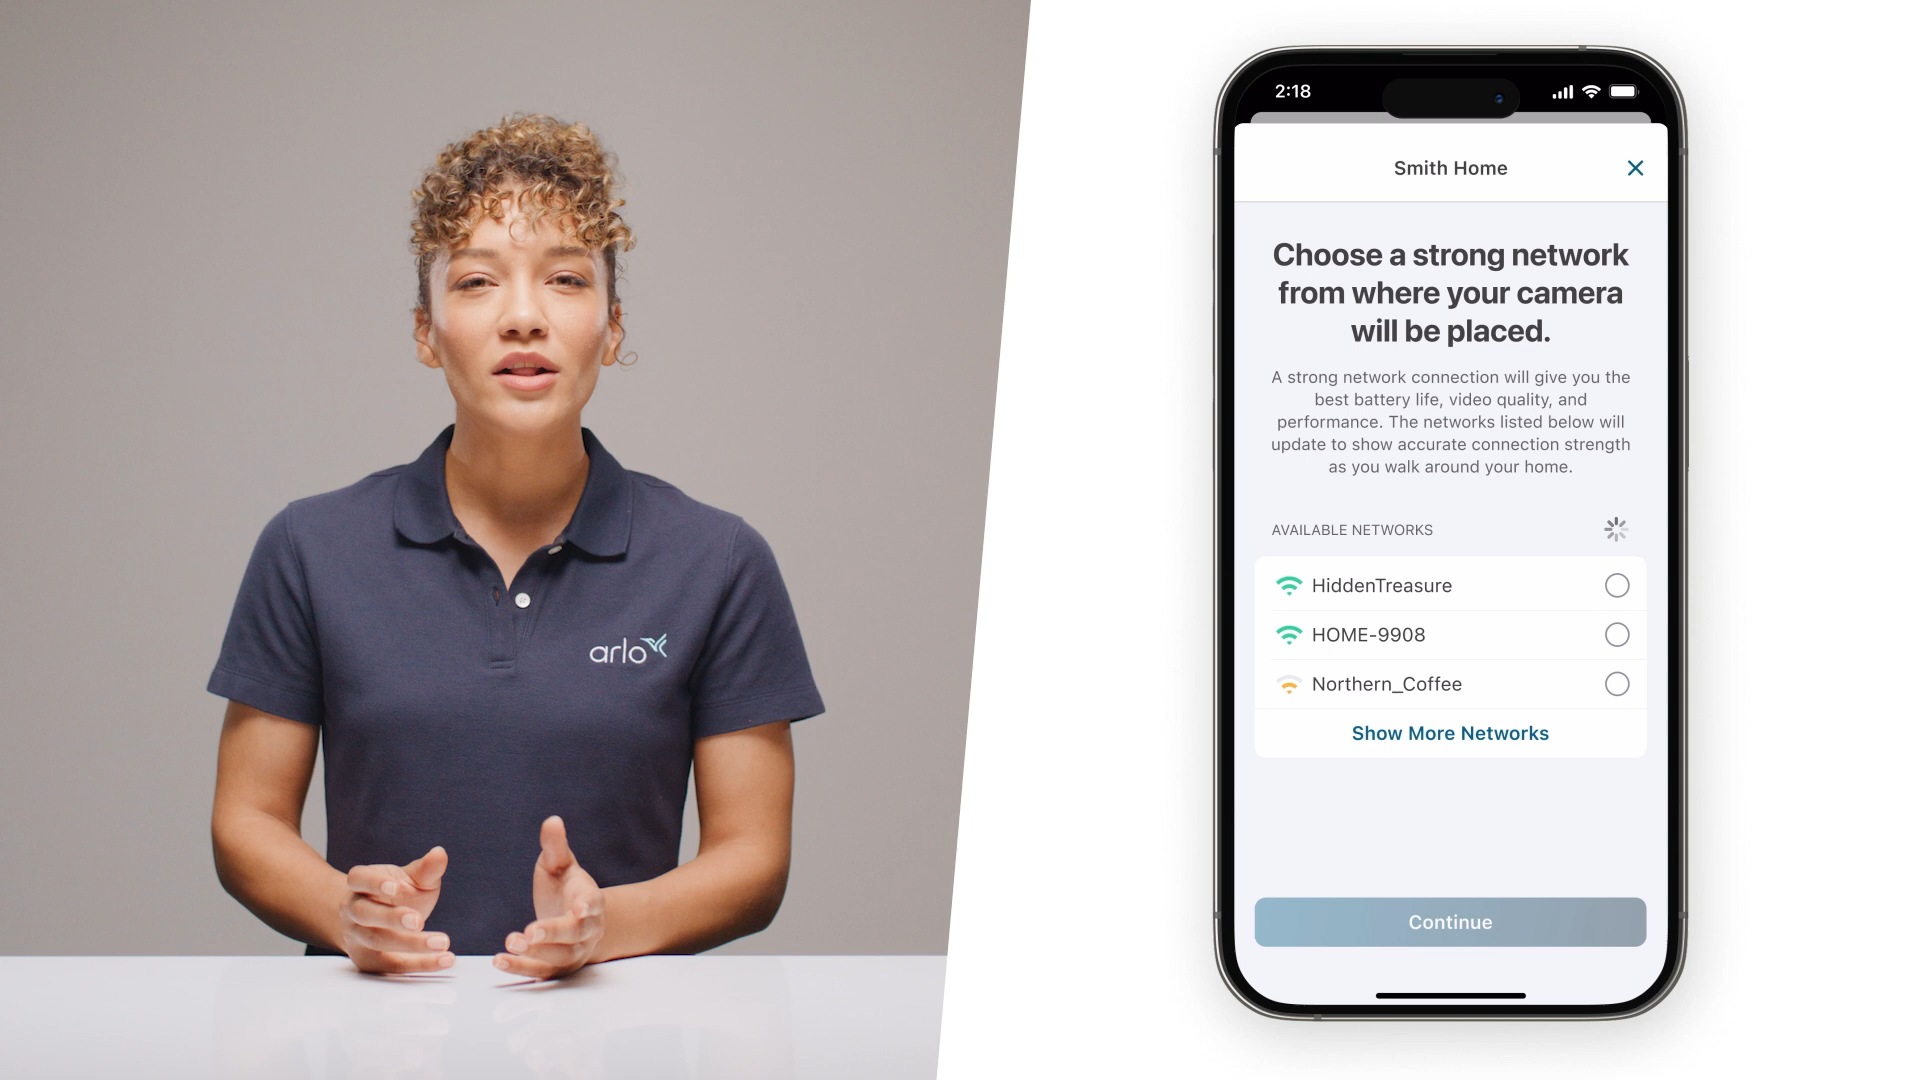 arlo
2:18
Smith Home
Choose a strong network
from where your camera
will be placed.
A strong network connection will give you the
best battery life, video quality, and
performance. The networks listed below will
update to show accurate connection strength
as you walk around your home.
AVAILABLE NETWORKS
HiddenTreasure
HOME-9908
Northern_Coffee
Show More Networks
Continue